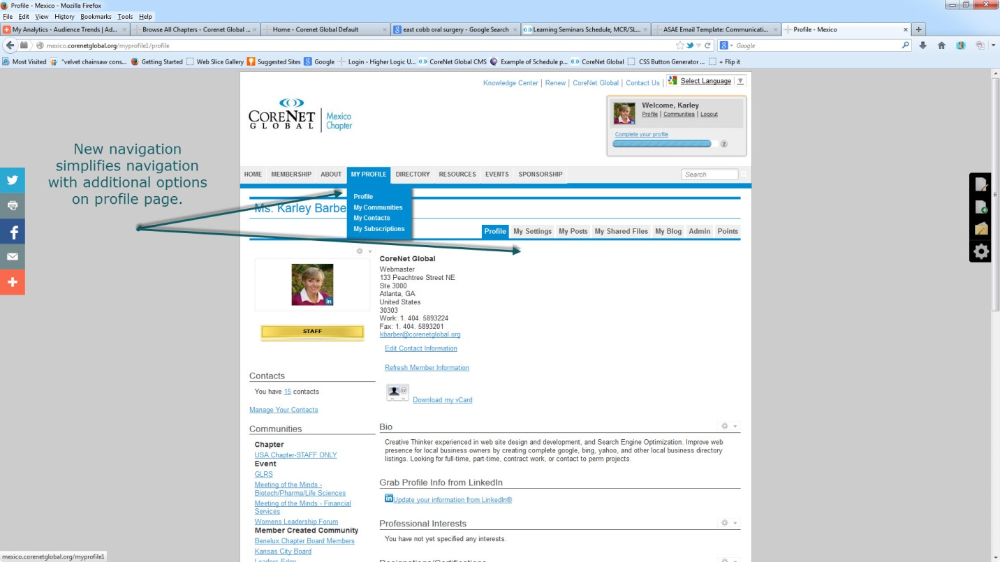 Profile - Mexico - Mozilla Firefox
File Edit View History Bookmarks Tools Help
My Analytics - Audience Trends | Ad... × Browse All Chapters - Corenet Global ... × Home - Corenet Global Default × east cobb oral surgery - Google Search × Learning Seminars Schedule, MCR/SL... × ASAE Email Template: Communicati... × Profile - Mexico × +
mexico.corenetglobal.org/myprofile1/profile Google
Most Visited "velvet chainsaw cons... Getting Started Web Slice Gallery Suggested Sites Google Login - Higher Logic U... CoreNet Global CMS Example of Schedule p... CoreNet Global CSS Button Generator ... + Flip it
Knowledge Center | Renew | CoreNet Global | Contact Us | Select Language ▼
CORENET GLOBAL Mexico Chapter
Welcome, Karley
Profile | Communities | Logout
Complete your profile
?
New navigation
simplifies navigation
with additional options
on profile page.
HOME MEMBERSHIP ABOUT MY PROFILE DIRECTORY RESOURCES EVENTS SPONSORSHIP Search
Profile
My Communities
My Contacts
My Subscriptions
Ms. Karley Barbe
Profile My Settings My Posts My Shared Files My Blog Admin Points
in
STAFF
CoreNet Global
Webmaster
133 Peachtree Street NE
Ste 3000
Atlanta, GA
United States
30303
Work: 1. 404. 5893224
Fax: 1. 404. 5893201
kbarber@corenetglobal.org
Edit Contact Information
Refresh Member Information
Download my vCard
Contacts
You have 15 contacts
Manage Your Contacts
Communities
Chapter
USA Chapter-STAFF ONLY
Event
GLRS
Meeting of the Minds -
Biotech/Pharma/Life Sciences
Meeting of the Minds - Financial
Services
Womens Leadership Forum
Member Created Community
Benelux Chapter Board Members
Kansas City Board
Leaders Edge
Bio
Creative Thinker experienced in web site design and development, and Search Engine Optimization. Improve web
presence for local business owners by creating complete google, bing, yahoo, and other local business directory
listings. Looking for full-time, part-time, contract work, or contact to perm projects.
Grab Profile Info from LinkedIn
in Update your information from LinkedIn®
Professional Interests
You have not yet specified any interests.
Designations/Certifications
mexico.corenetglobal.org/myprofile1